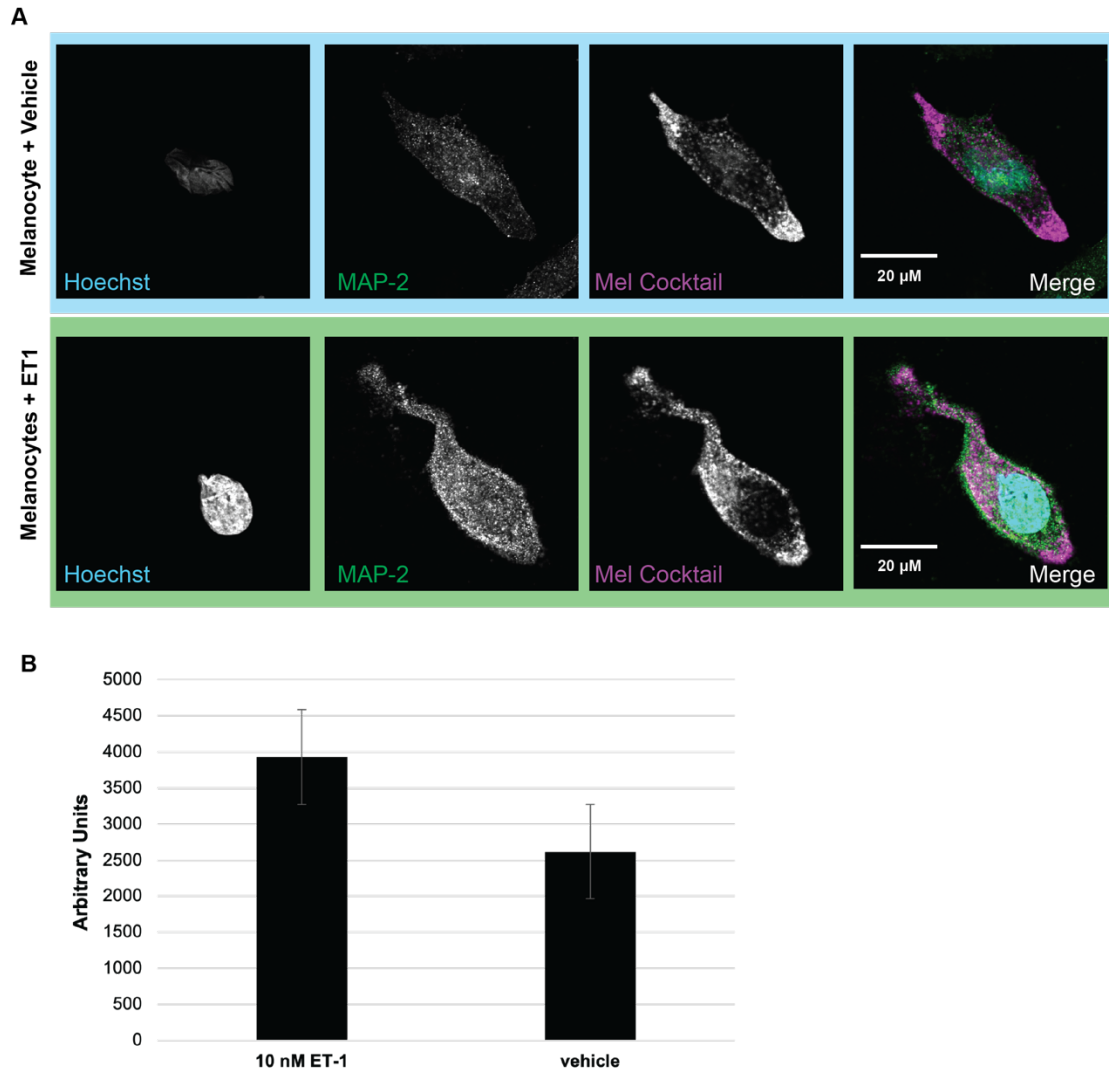 A
Melanocyte + Vehicle
Hoechst
MAP-2
Mel Cocktail
20 µM
Merge
Melanocytes + ET1
Hoechst
MAP-2
Mel Cocktail
20 µM
Merge
B
Arbitrary Units
5000
4500
4000
3500
3000
2500
2000
1500
1000
500
0
10 nM ET-1
vehicle